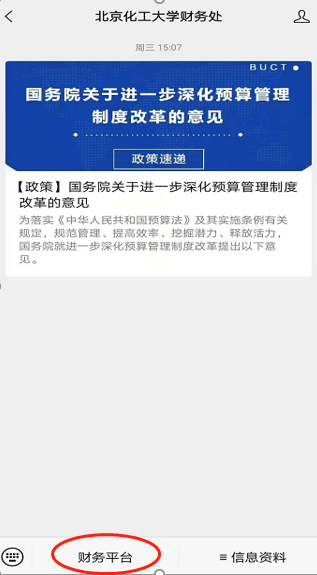 北京化工大学财务处
周三 15:07
BUCT
国务院关于进一步深化预算管理
制度改革的意见
政策速递
【政策】国务院关于进一步深化预算管理制度
改革的意见
为落实《中华人民共和国预算法》及其实施条例有关
规定，规范管理、提高效率、挖掘潜力、释放活力，
国务院就进一步深化预算管理制度改革提出以下意
见。
财务平台
≡ 信息资料